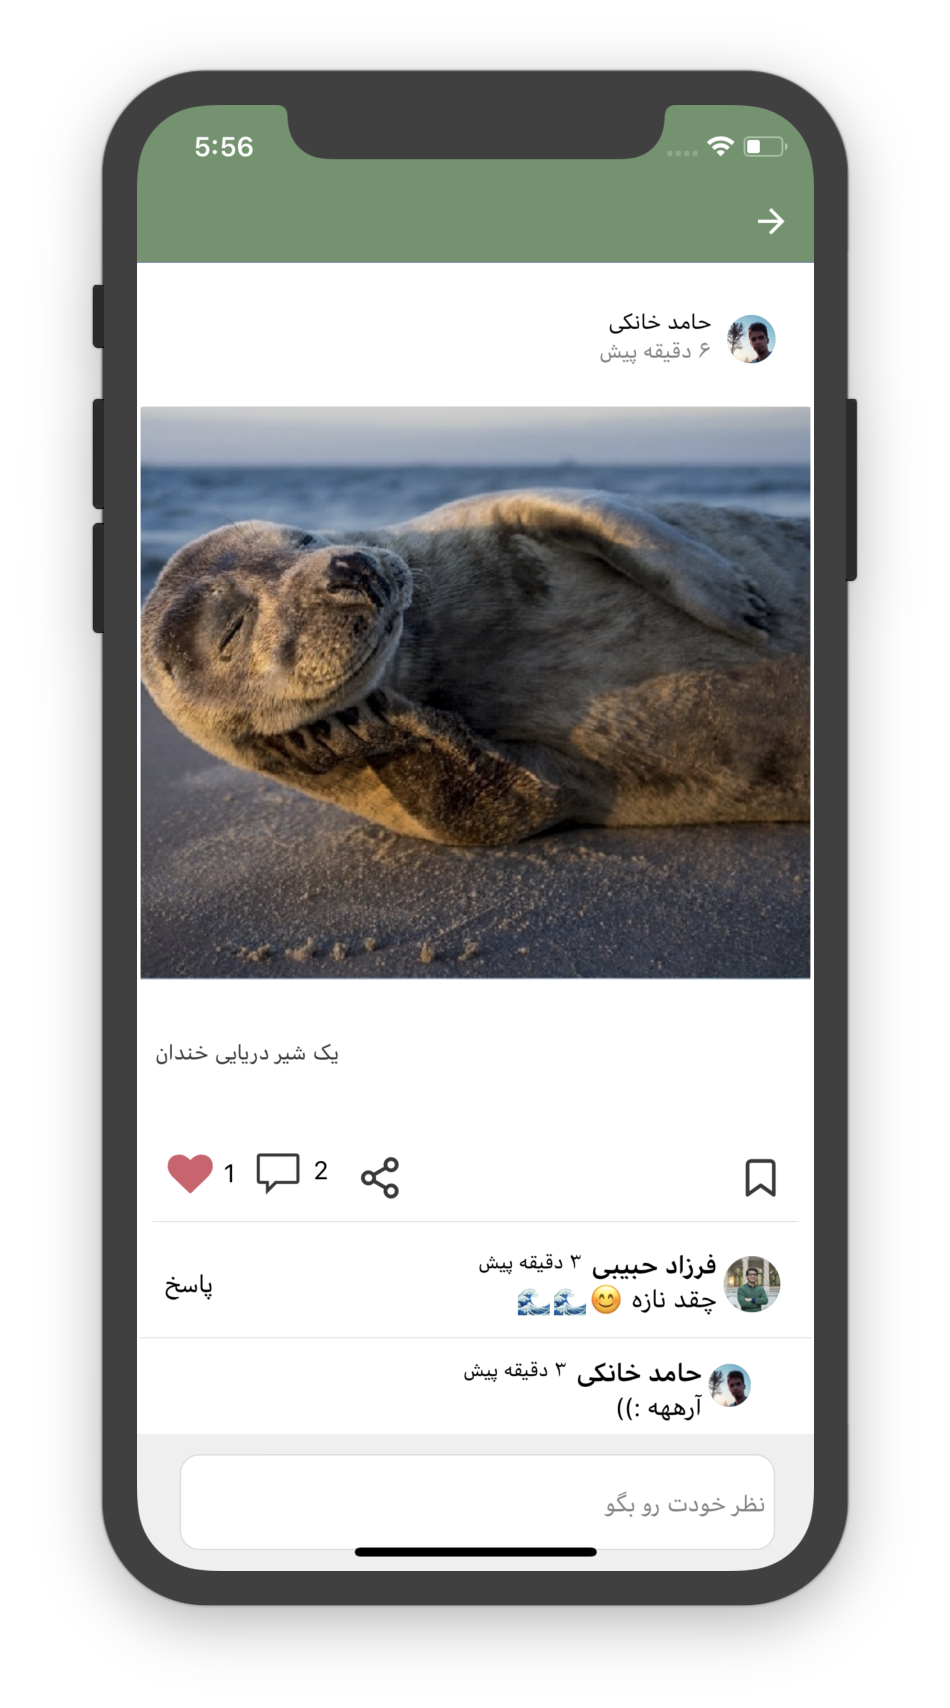 5:56
حامد خانکی
۶ دقیقه پیش
یک شیر دریایی خندان
1 2
فرزاد حبیبی ۳ دقیقه پیش
چقد نازه 😊🌊🌊
پاسخ
حامد خانکی ۳ دقیقه پیش
آرههه :))
نظر خودت رو بگو